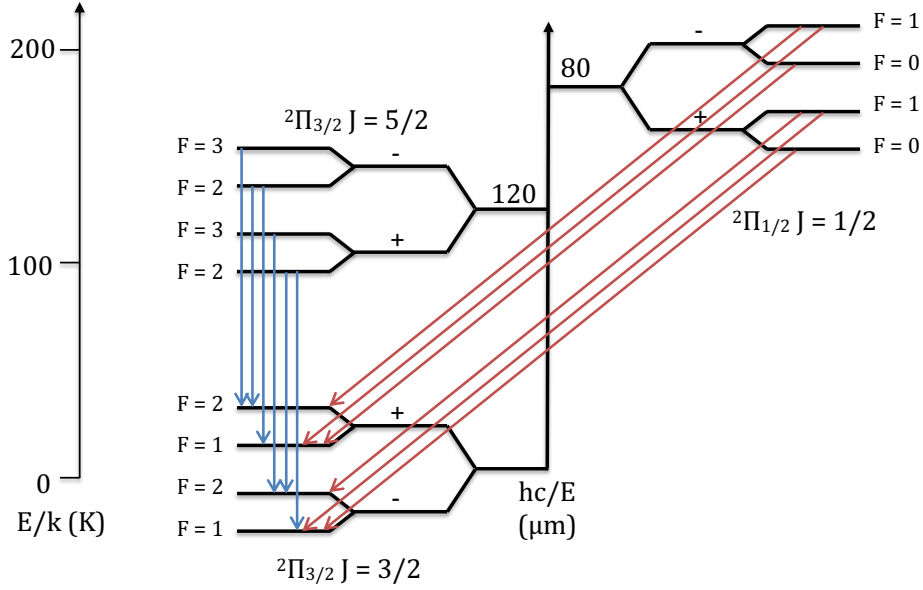 200
100
0
E/k (K)
²Π₃/₂ J = 5/2
F = 3
F = 2
F = 3
F = 2
-
+
120
80
F = 2
F = 1
F = 2
F = 1
+
-
²Π₃/₂ J = 3/2
hc/E
(μm)
-
+
F = 1
F = 0
F = 1
F = 0
²Π₁/₂ J = 1/2